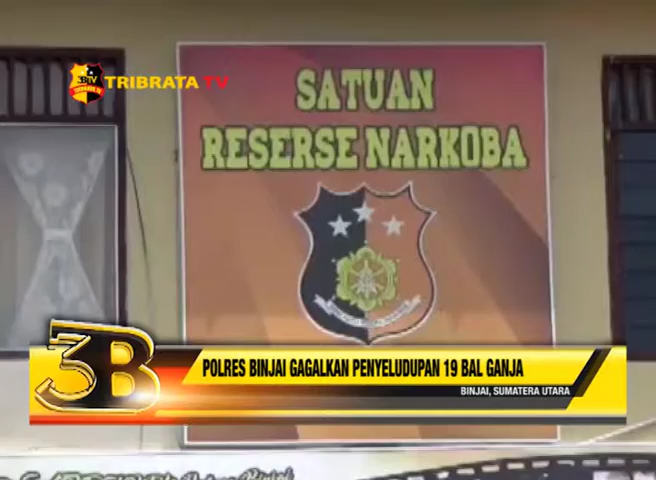 TRIBRATA TV
SATUAN
RESERSE NARKOBA
3B
POLRES BINJAI GAGALKAN PENYELUDUPAN 19 BAL GANJA
BINJAI, SUMATERA UTARA